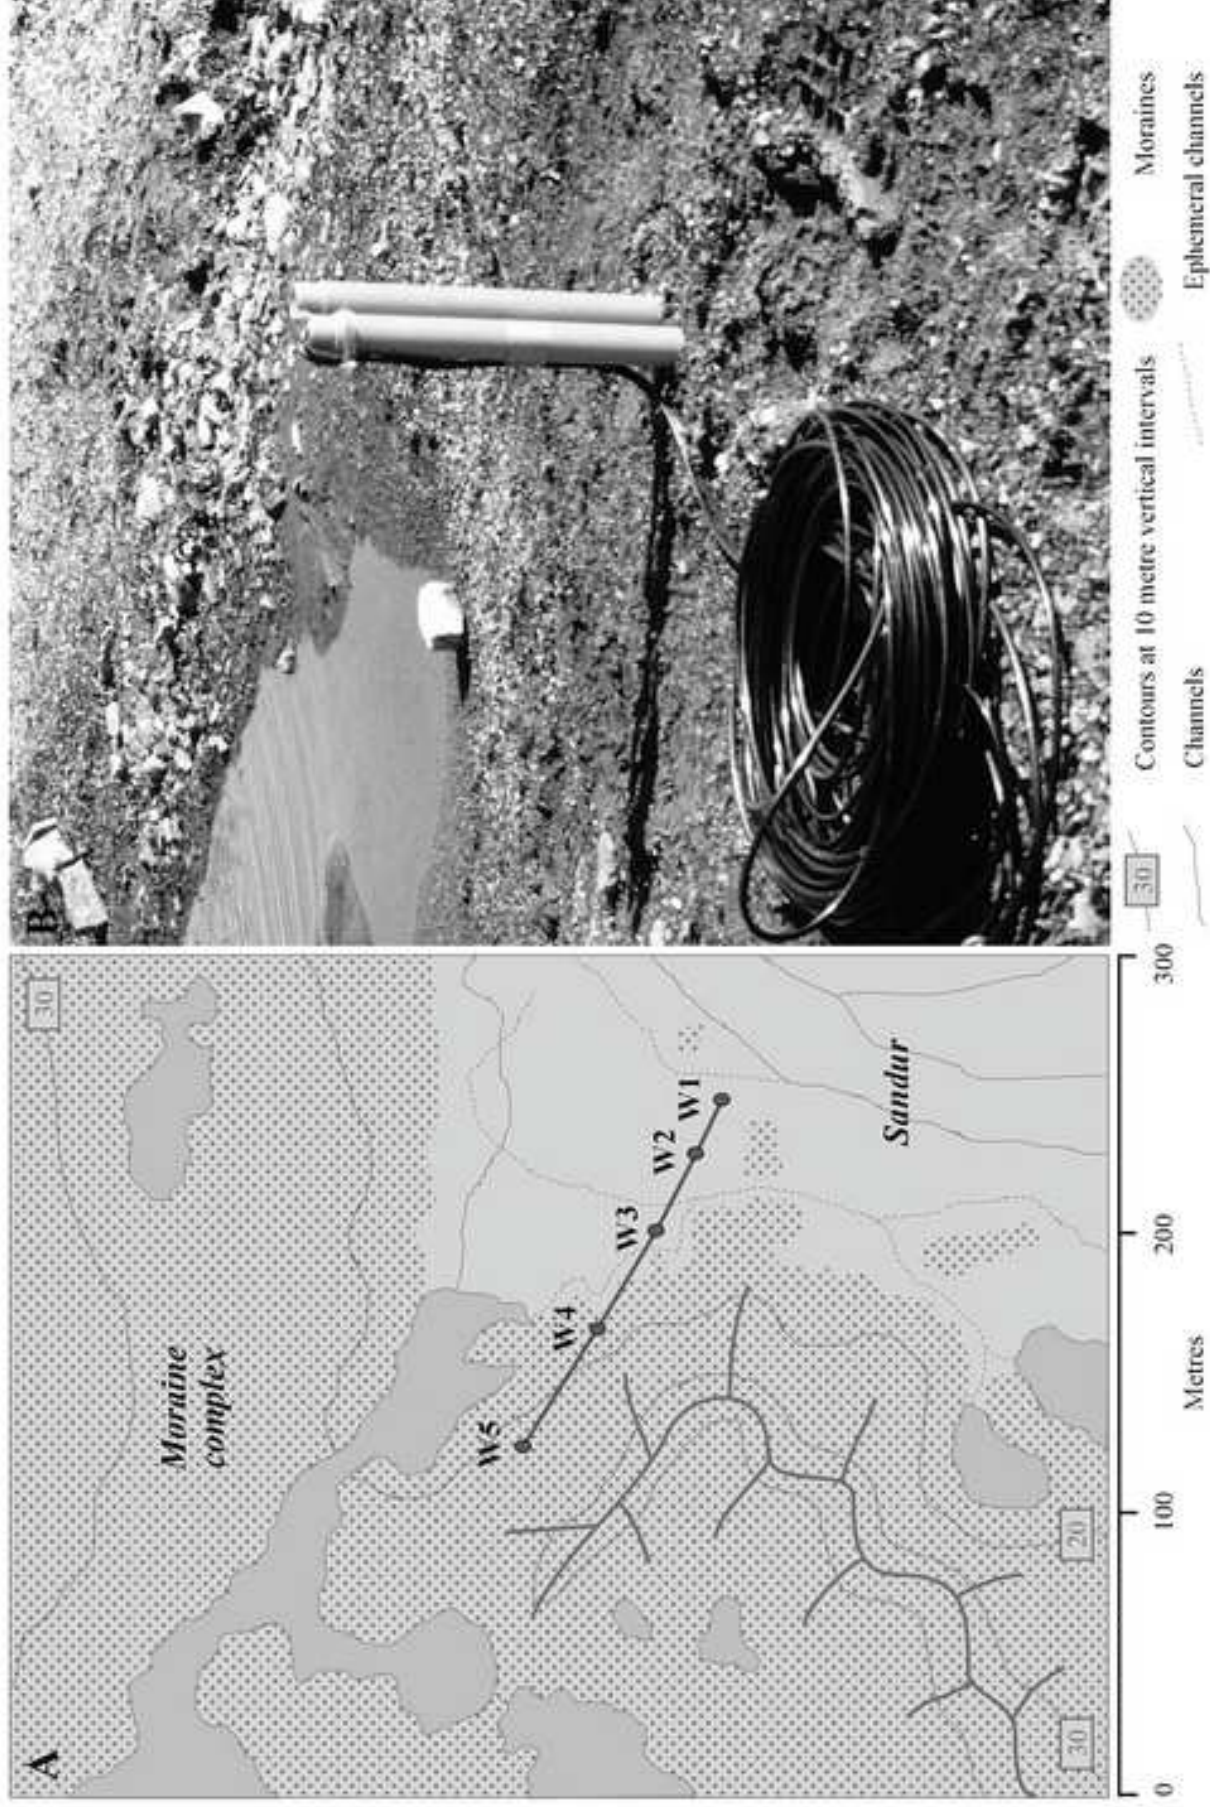 A
30
Moraine
complex
W5
W4
W3
W2
W1
Sandur
20
30
0
100
200
300
Metres
B
30
Contours at 10 metre vertical intervals
Moraines
Channels
Ephemeral channels